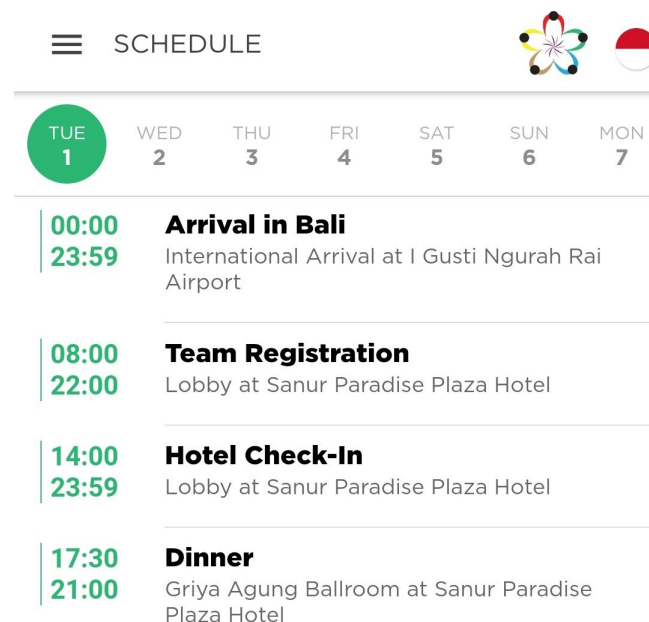 SCHEDULE
TUE WED THU FRI SAT SUN MON
1 2 3 4 5 6 7
00:00 Arrival in Bali
23:59 International Arrival at I Gusti Ngurah Rai
Airport
08:00 Team Registration
22:00 Lobby at Sanur Paradise Plaza Hotel
14:00 Hotel Check-In
23:59 Lobby at Sanur Paradise Plaza Hotel
17:30 Dinner
21:00 Griya Agung Ballroom at Sanur Paradise
Plaza Hotel